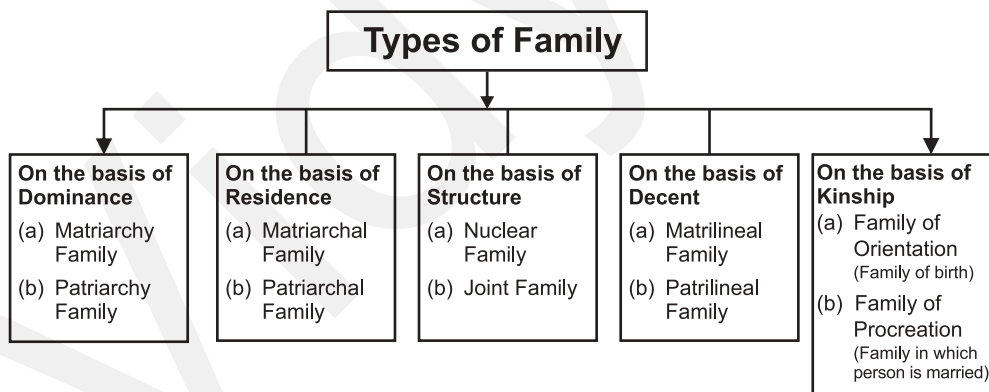 Types of Family
On the basis of
Dominance
(a) Matriarchy
Family
(b) Patriarchy
Family
On the basis of
Residence
(a) Matriarchal
Family
(b) Patriarchal
Family
On the basis of
Structure
(a) Nuclear
Family
(b) Joint Family
On the basis of
Decent
(a) Matrilineal
Family
(b) Patrilineal
Family
On the basis of
Kinship
(a) Family of
Orientation
(Family of birth)
(b) Family of
Procreation
(Family in which
person is married)